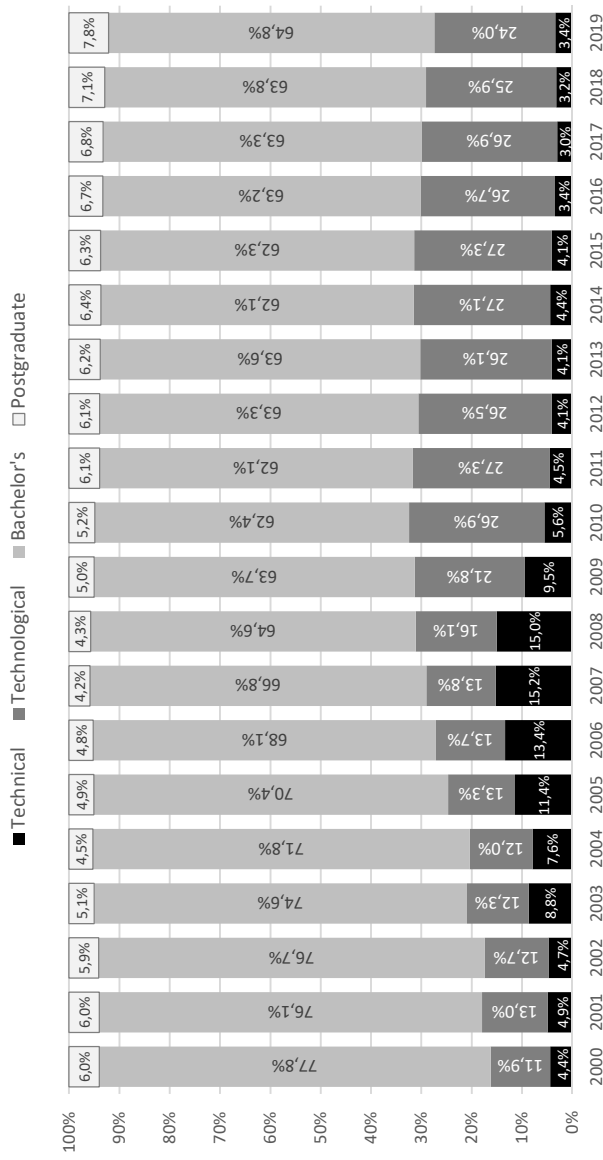 Technical Technological Bachelor's Postgraduate
100%
90%
80%
70%
60%
50%
40%
30%
20%
10%
0%
6,0% 6,0% 5,9% 5,1% 4,5% 4,9% 4,8% 4,2% 4,3% 5,0% 5,2% 6,1% 6,1% 6,2% 6,4% 6,3% 6,7% 6,8% 7,1% 7,8%
77,8% 76,1% 76,7% 74,6% 71,8% 70,4% 68,1% 66,8% 64,6% 63,7% 62,4% 62,1% 63,3% 63,6% 62,1% 62,3% 63,2% 63,3% 63,8% 64,8%
11,9% 13,0% 12,7% 12,3% 12,0% 13,3% 13,7% 13,8% 16,1% 21,8% 26,9% 27,3% 26,5% 26,1% 27,1% 27,3% 26,7% 26,9% 25,9% 24,0%
4,4% 4,9% 4,7% 8,8% 7,6% 11,4% 13,4% 15,2% 15,0% 9,5% 5,6% 4,5% 4,1% 4,1% 4,4% 4,1% 3,4% 3,0% 3,2% 3,4%
2000 2001 2002 2003 2004 2005 2006 2007 2008 2009 2010 2011 2012 2013 2014 2015 2016 2017 2018 2019